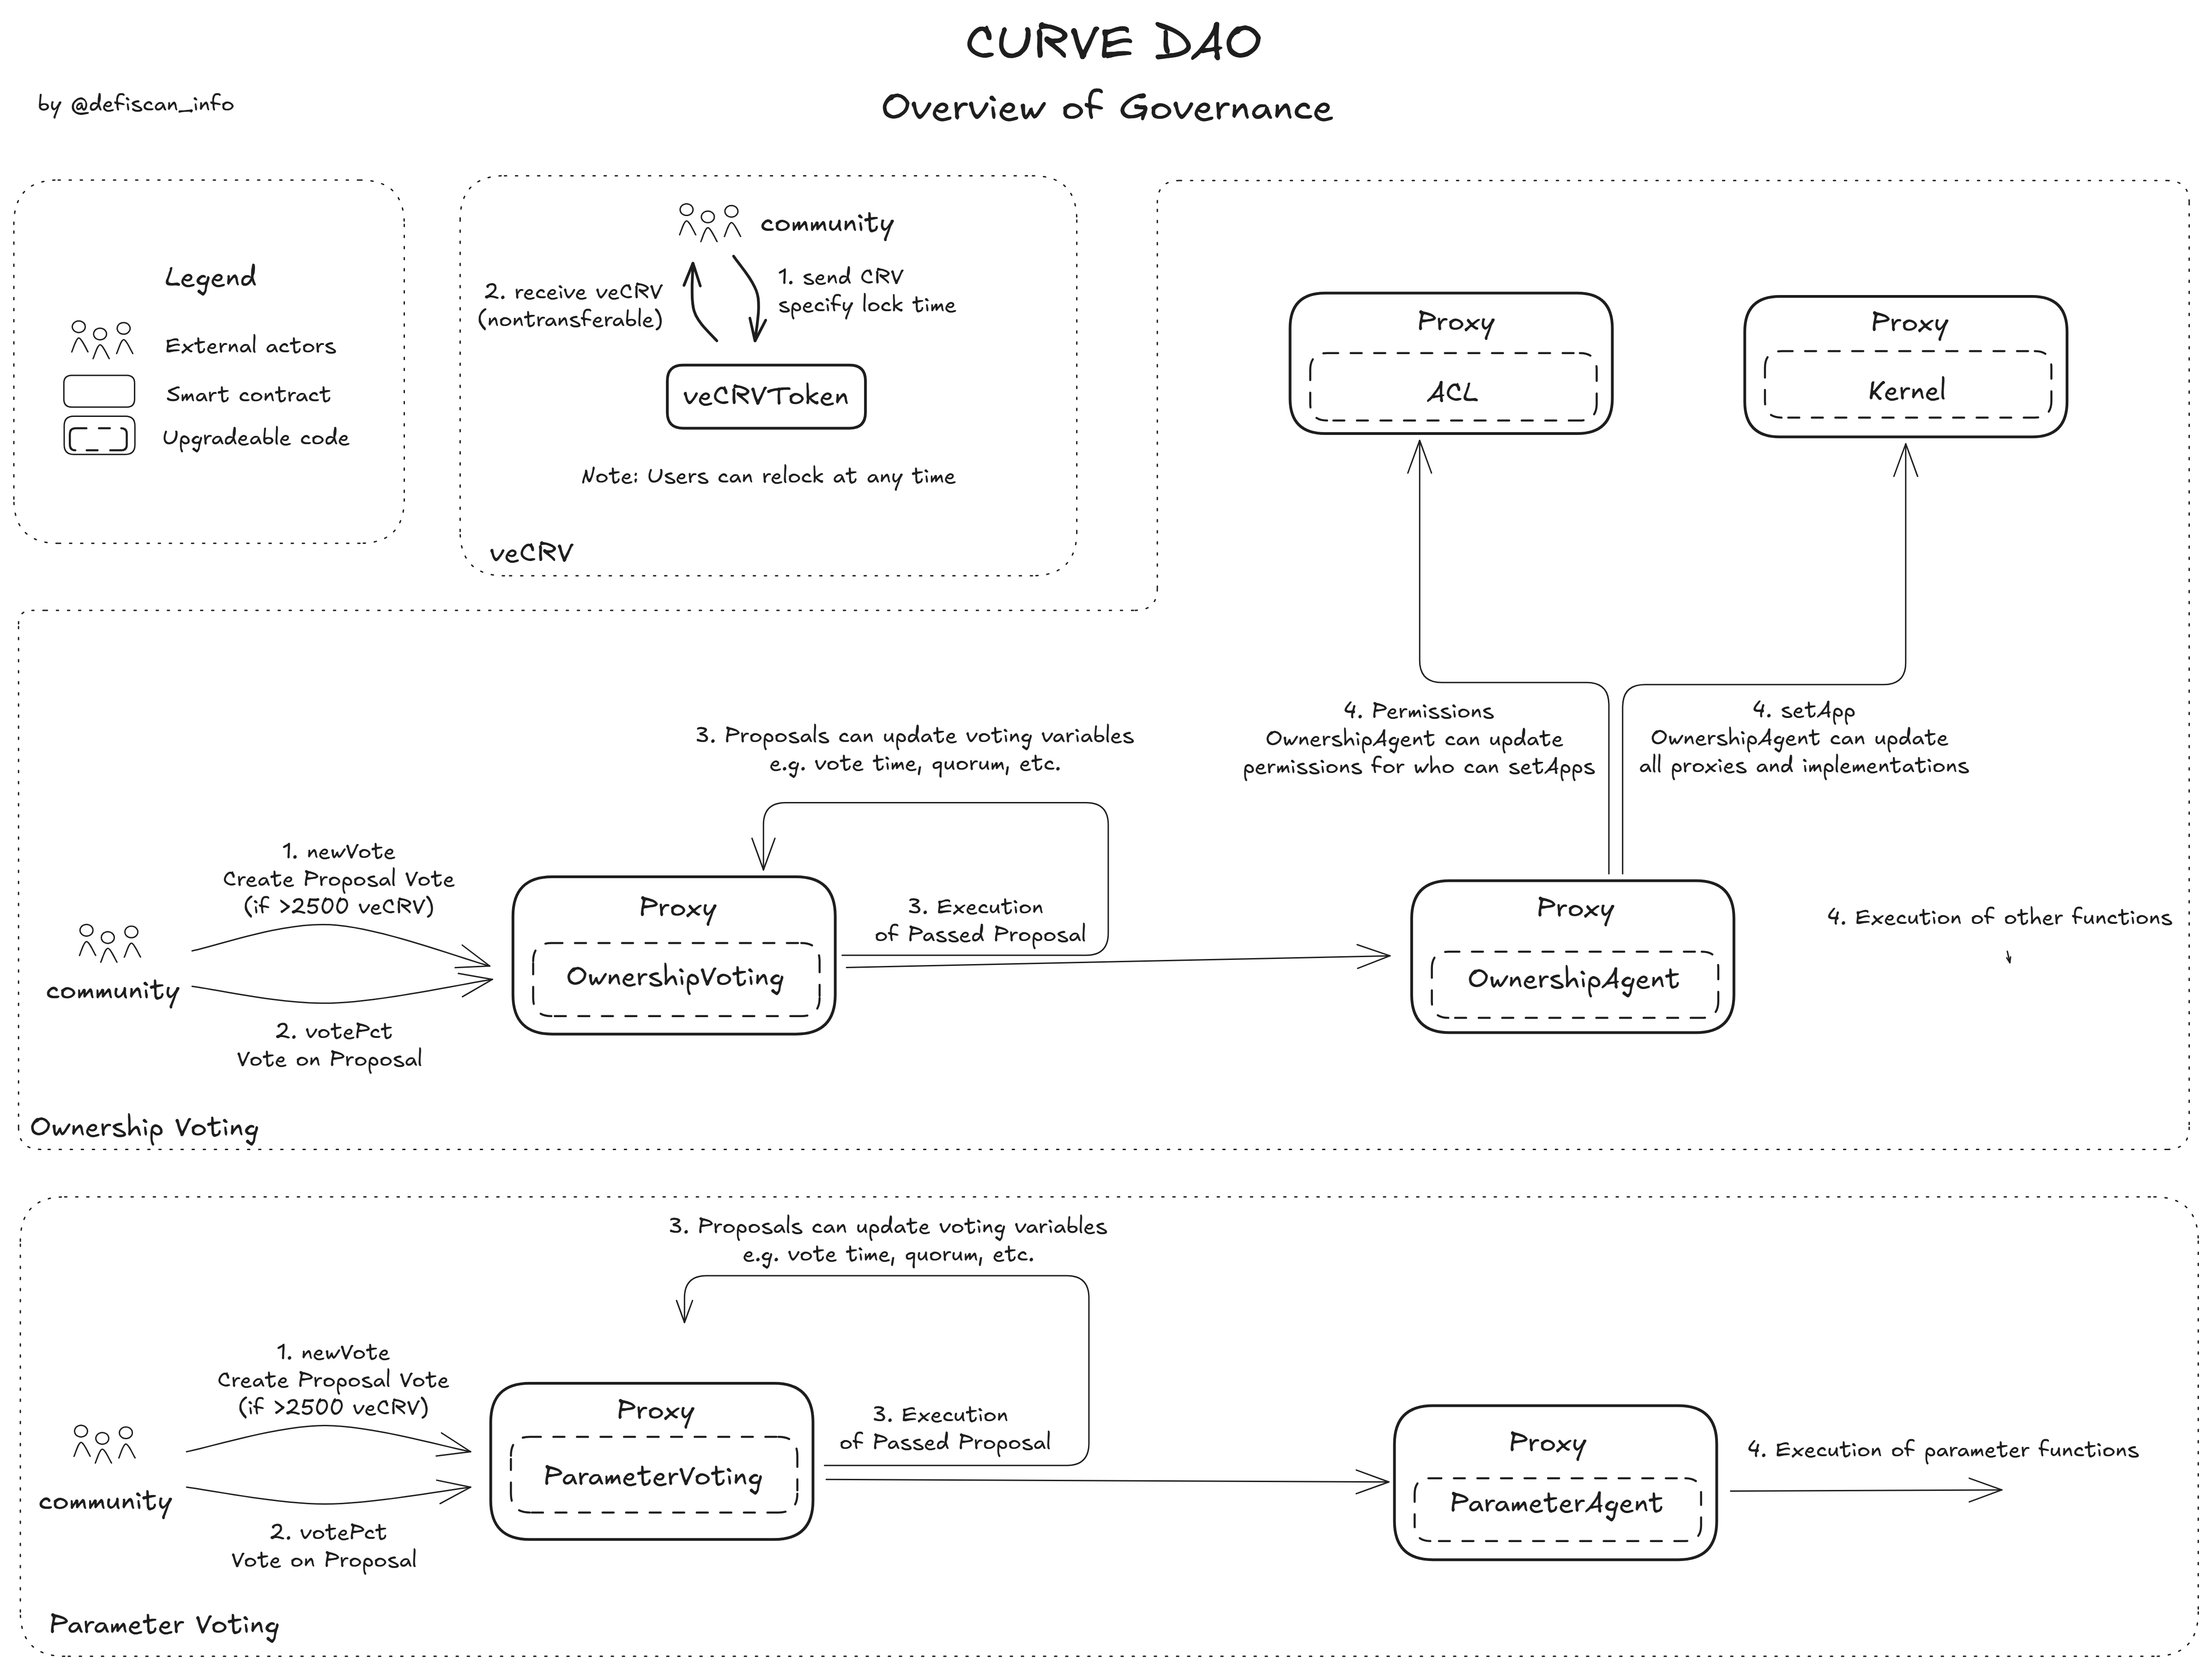 CURVE DAO
Overview of Governance
by @defiscan_info
Legend
External actors
Smart contract
Upgradeable code
community
1. send CRV
specify lock time
2. receive veCRV
(nontransferable)
veCRVToken
Note: Users can relock at any time
veCRV
Proxy
ACL
Proxy
Kernel
4. Permissions
OwnershipAgent can update
permissions for who can setApps
4. setApp
OwnershipAgent can update
all proxies and implementations
3. Proposals can update voting variables
e.g. vote time, quorum, etc.
1. newVote
Create Proposal Vote
(if >2500 veCRV)
community
2. votePct
Vote on Proposal
Proxy
OwnershipVoting
3. Execution
of Passed Proposal
Proxy
OwnershipAgent
4. Execution of other functions
Ownership Voting
3. Proposals can update voting variables
e.g. vote time, quorum, etc.
1. newVote
Create Proposal Vote
(if >2500 veCRV)
community
2. votePct
Vote on Proposal
Proxy
ParameterVoting
3. Execution
of Passed Proposal
Proxy
ParameterAgent
4. Execution of parameter functions
Parameter Voting